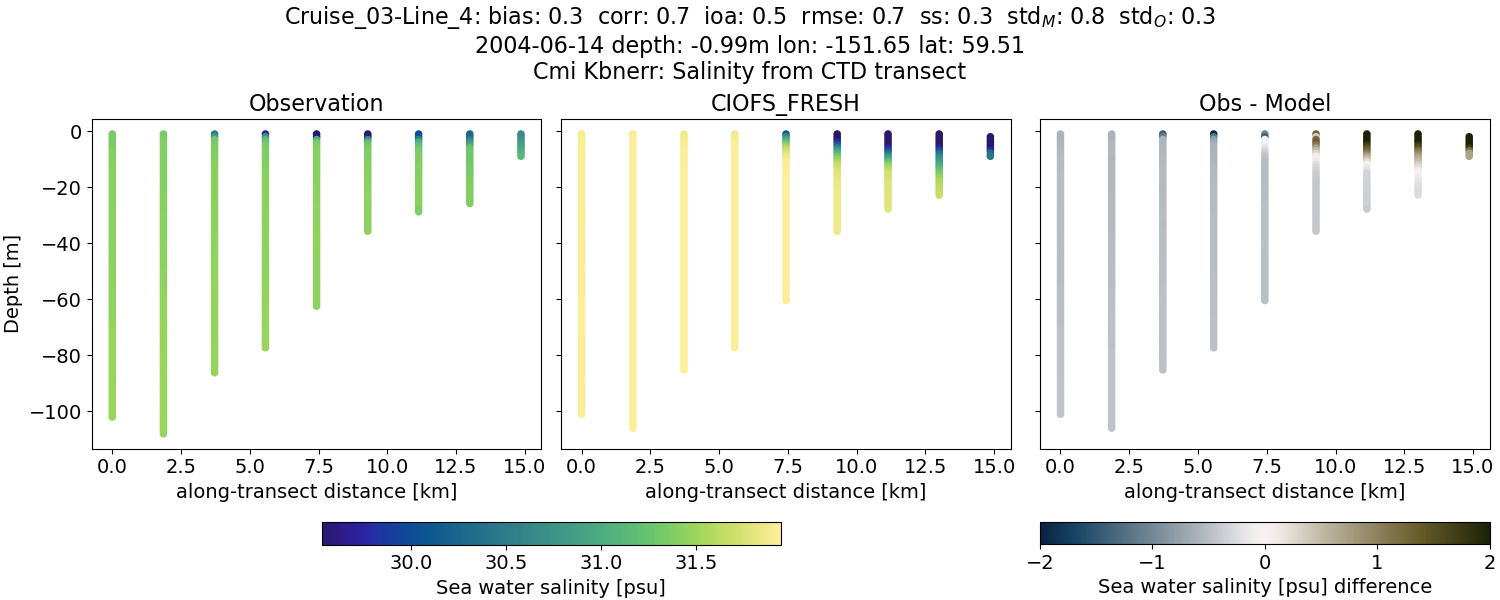 Cruise_03-Line_4: bias: 0.3 corr: 0.7 ioa: 0.5 rmse: 0.7 ss: 0.3 std_M: 0.8 std_O: 0.3
2004-06-14 depth: -0.99m lon: -151.65 lat: 59.51
Cmi Kbnerr: Salinity from CTD transect
Observation
CIOFS_FRESH
Obs - Model
Depth [m]
0
−20
−40
−60
−80
−100
0.0 2.5 5.0 7.5 10.0 12.5 15.0
0.0 2.5 5.0 7.5 10.0 12.5 15.0
0.0 2.5 5.0 7.5 10.0 12.5 15.0
along-transect distance [km]
along-transect distance [km]
along-transect distance [km]
30.0 30.5 31.0 31.5
Sea water salinity [psu]
−2 −1 0 1 2
Sea water salinity [psu] difference